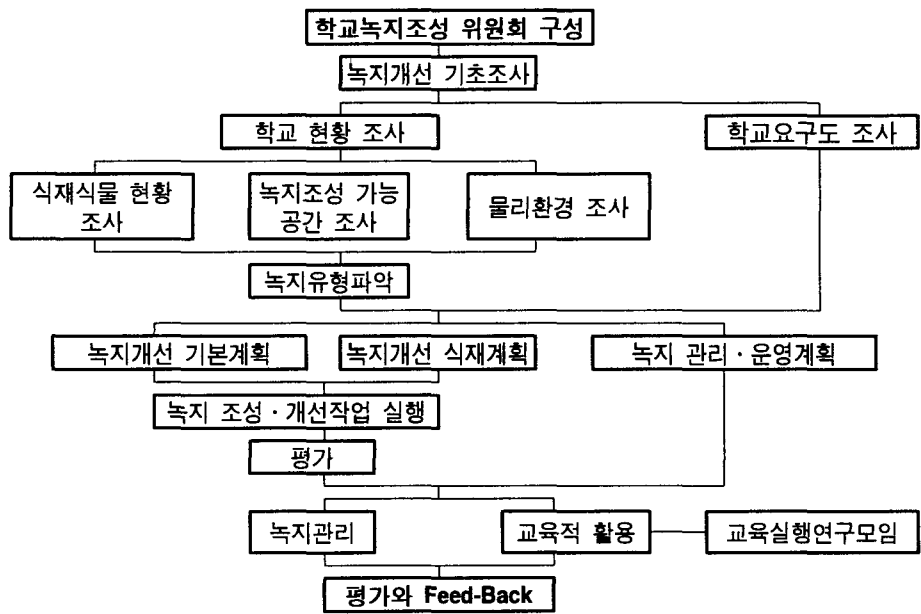 학교녹지조성 위원회 구성
녹지개선 기초조사
학교 현황 조사
학교요구도 조사
식재식물 현황
조사
녹지조성 가능
공간 조사
물리환경 조사
녹지유형파악
녹지개선 기본계획
녹지개선 식재계획
녹지 관리·운영계획
녹지 조성·개선작업 실행
평가
녹지관리
교육적 활용
교육실행연구모임
평가와 Feed-Back